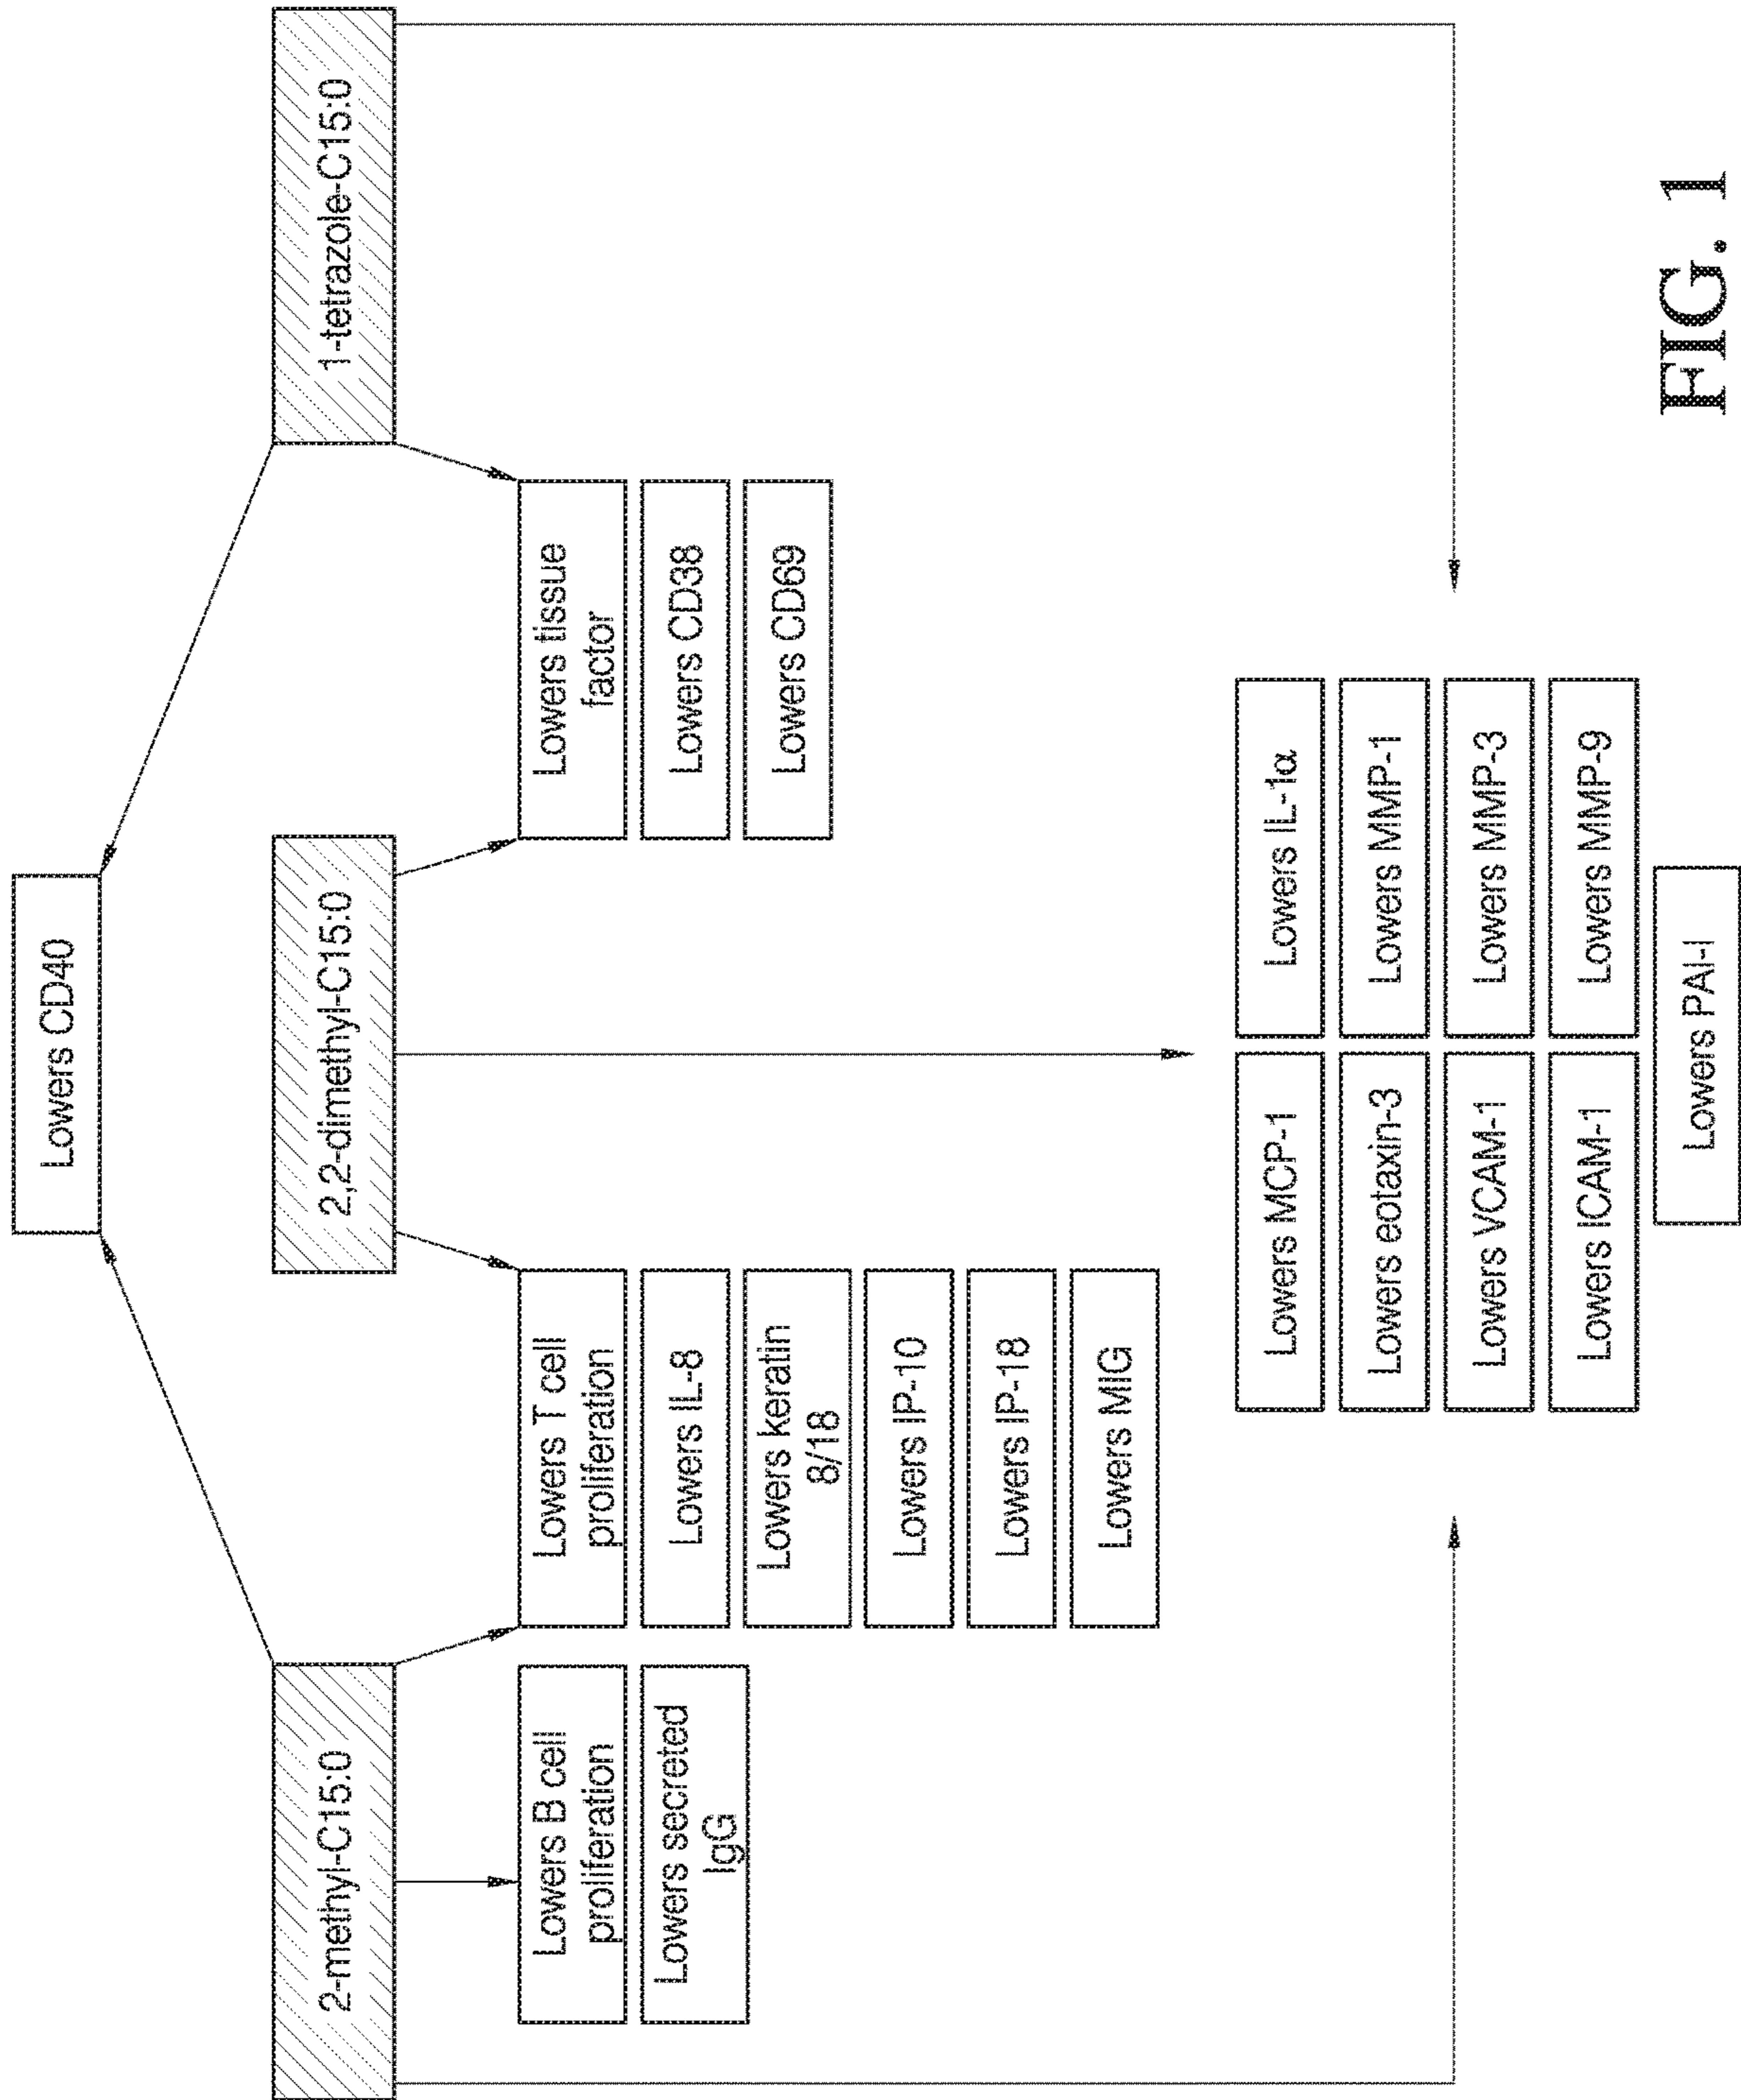 Lowers CD40
2-methyl-C15:0
2,2-dimethyl-C15:0
1-tetrazole-C15:0
Lowers B cell
proliferation
Lowers secreted
IgG
Lowers T cell
proliferation
Lowers IL-8
Lowers keratin
8/18
Lowers IP-10
Lowers IP-18
Lowers MIG
Lowers tissue
factor
Lowers CD38
Lowers CD69
Lowers MCP-1
Lowers IL-1α
Lowers eotaxin-3
Lowers MMP-1
Lowers VCAM-1
Lowers MMP-3
Lowers ICAM-1
Lowers MMP-9
Lowers PAI-I
FIG. 1